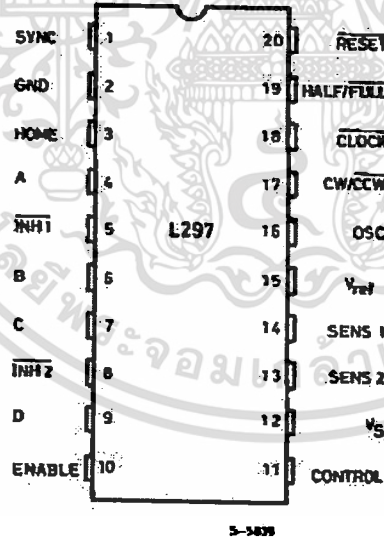 SYNC 1 20 RESET
GND 2 19 HALF/FULL
HOME 3 18 CLOCK
A 4 17 CW/CCW
INH1 5 L297 16 OSC
B 6 15 Vref
C 7 14 SENS 1
INH2 8 13 SENS 2
D 9 12 VS
ENABLE 10 11 CONTROL